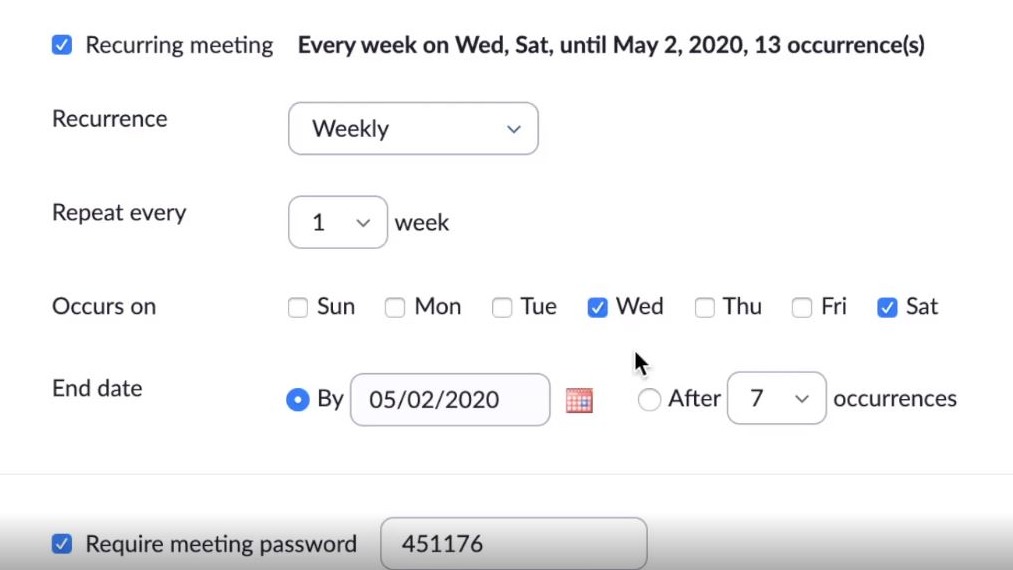 Recurring meeting Every week on Wed, Sat, until May 2, 2020, 13 occurrence(s)
Recurrence Weekly
Repeat every 1 week
Occurs on Sun Mon Tue Wed Thu Fri Sat
End date By 05/02/2020 After 7 occurrences
Require meeting password 451176